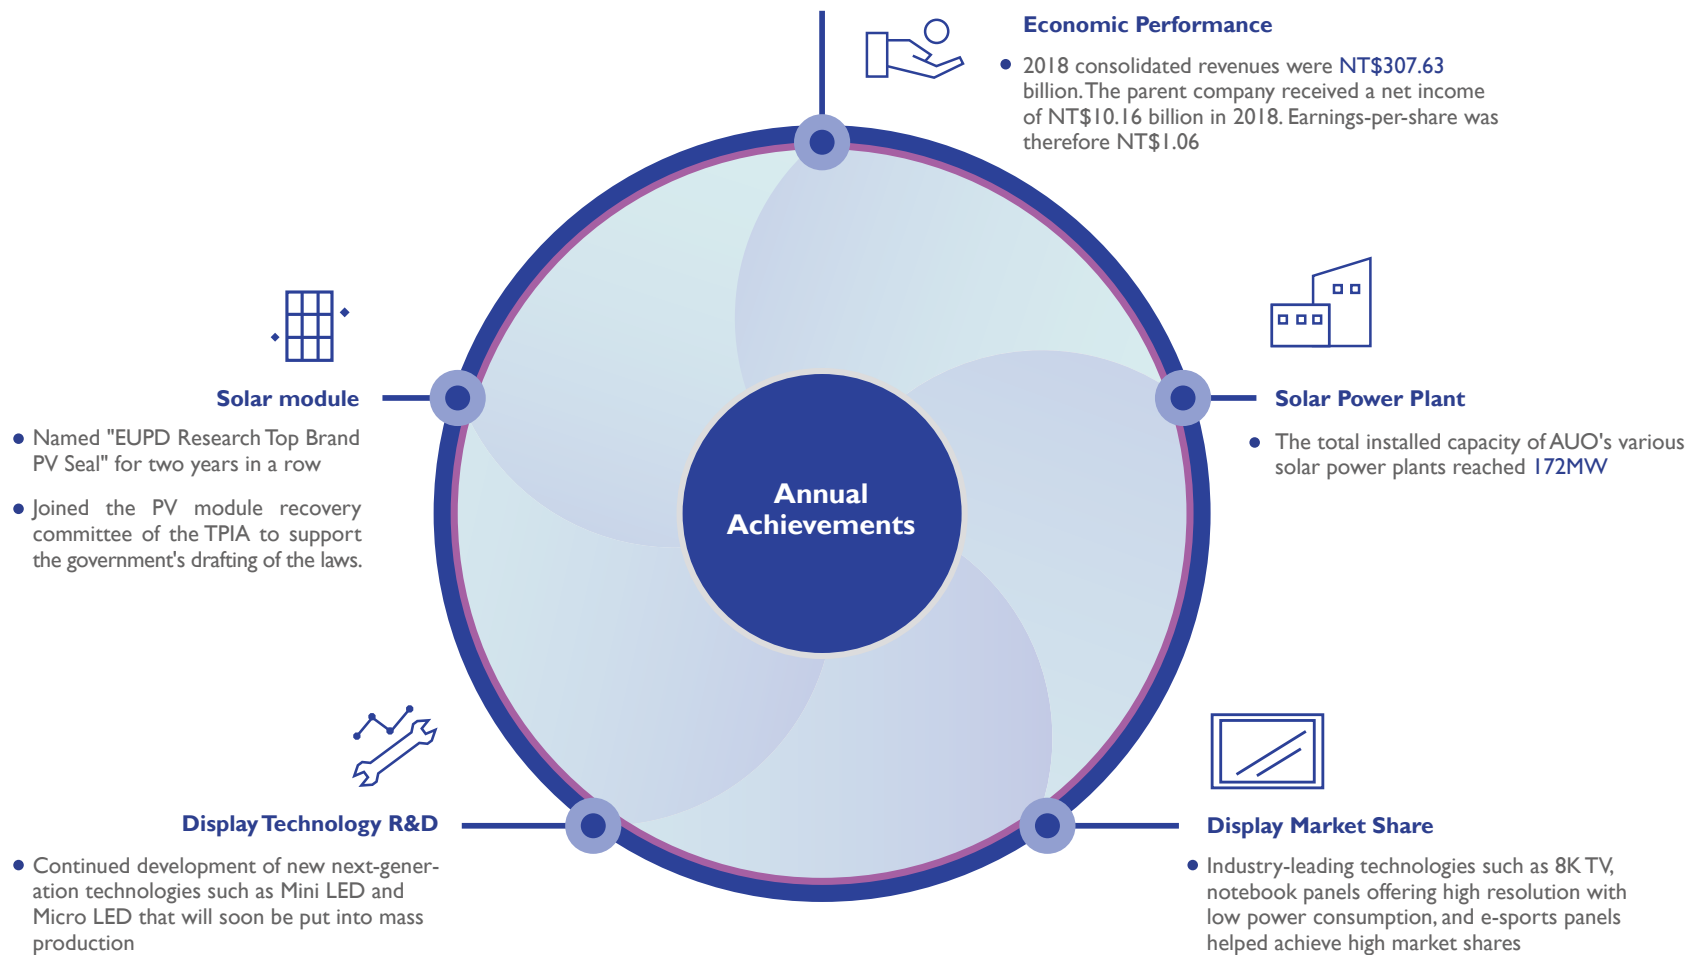 Economic Performance
2018 consolidated revenues were NT$307.63
billion. The parent company received a net income
of NT$10.16 billion in 2018. Earnings-per-share was
therefore NT$1.06
Solar Power Plant
The total installed capacity of AUO's various
solar power plants reached 172MW
Display Market Share
Industry-leading technologies such as 8K TV,
notebook panels offering high resolution with
low power consumption, and e-sports panels
helped achieve high market shares
Display Technology R&D
Continued development of new next-gener-
ation technologies such as Mini LED and
Micro LED that will soon be put into mass
production
Solar module
Named "EUPD Research Top Brand
PV Seal" for two years in a row
Joined the PV module recovery
committee of the TPIA to support
the government's drafting of the laws.
Annual
Achievements